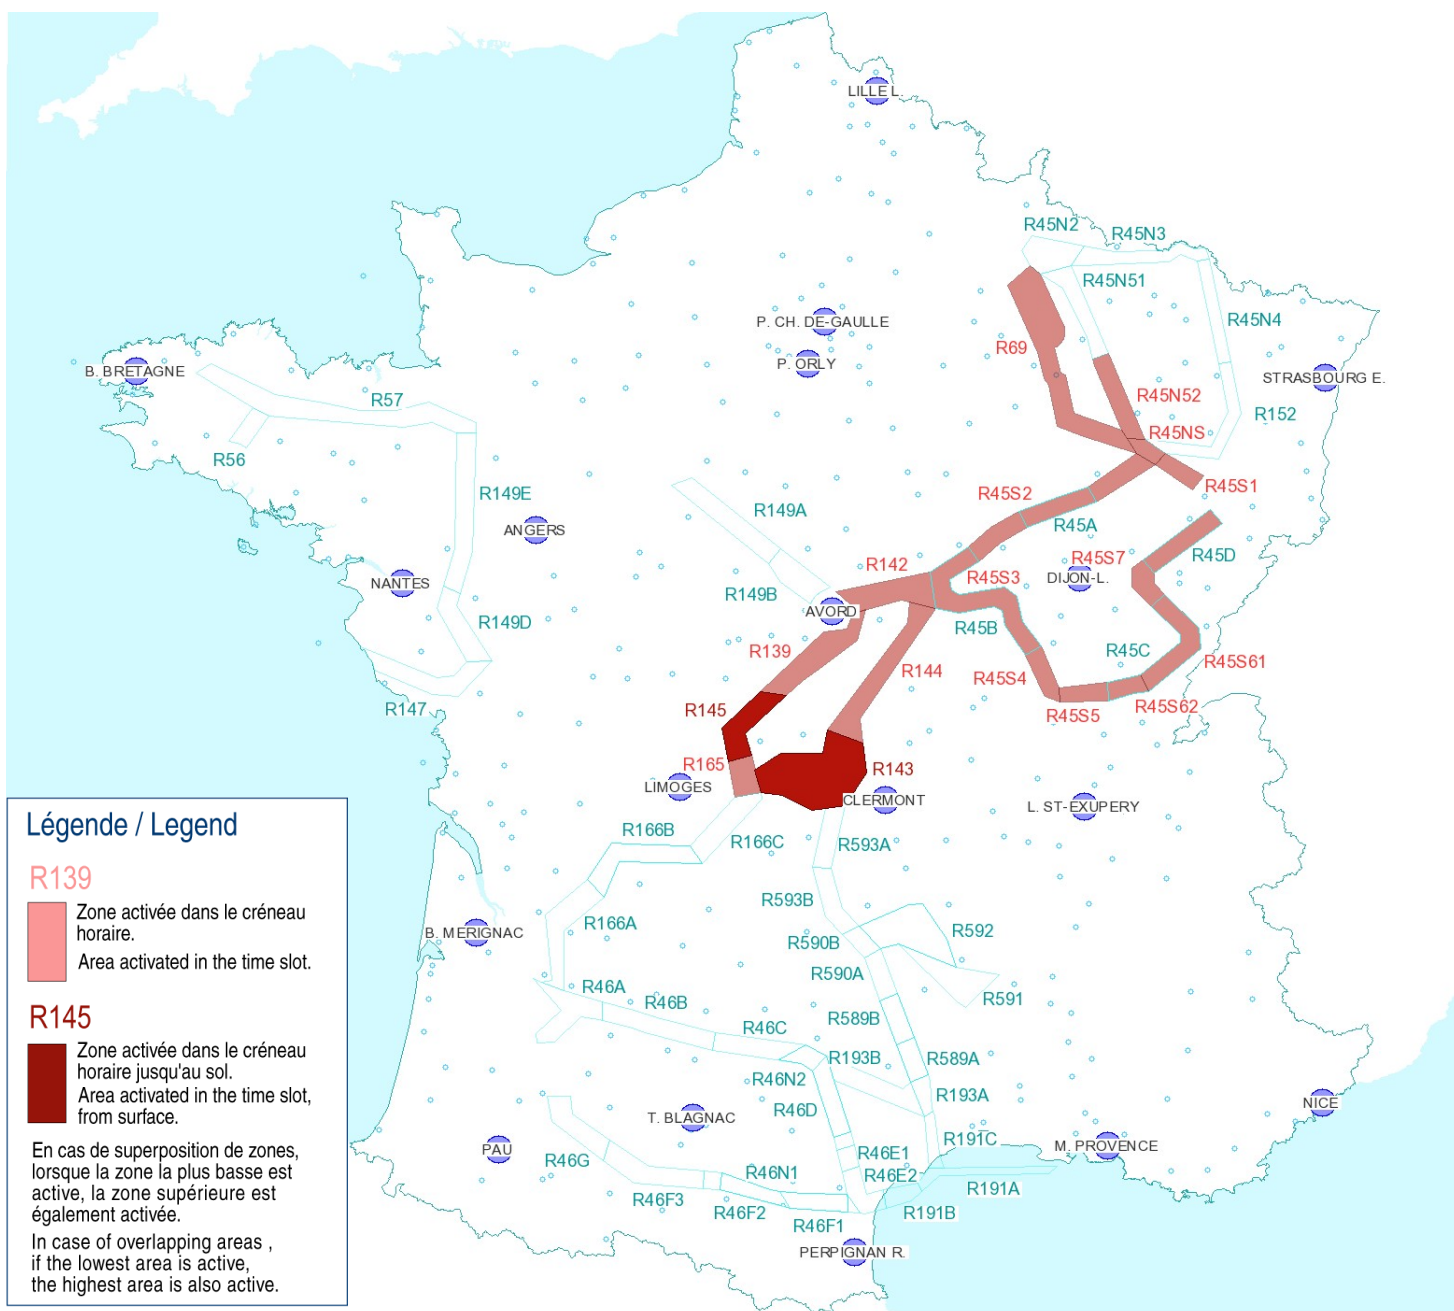 LILLE L.
R45N2
R45N3
R45N51
P. CH. DE-GAULLE
R45N4
R69
P. ORLY
B. BRETAGNE
STRASBOURG E.
R57
R45N52
R152
R45NS
R56
R45S1
R149E
R45S2
R149A
R45A
ANGERS
R45S7
R45D
R142
R45S3
DIJON-L.
NANTES
R149B
AVORD
R149D
R45B
R139
R45C
R45S61
R144
R45S4
R147
R145
R45S5
R45S62
R165
R143
LIMOGES
CLERMONT
L. ST-EXUPERY
R166B
R166C
R593A
R593B
R166A
B. MERIGNAC
R592
R590B
R590A
R46A
R591
R46B
R589B
R46C
R193B
R589A
R46N2
R193A
R46D
NICE
T. BLAGNAC
R191C
M. PROVENCE
PAU
R46E1
R46G
R46N1
R46E2
R191A
R46F3
R46F2
R191B
R46F1
PERPIGNAN R.
Légende / Legend
R139
Zone activée dans le créneau
horaire.
Area activated in the time slot.
R145
Zone activée dans le créneau
horaire jusqu'au sol.
Area activated in the time slot,
from surface.
En cas de superposition de zones,
lorsque la zone la plus basse est
active, la zone supérieure est
également activée.
In case of overlapping areas ,
if the lowest area is active,
the highest area is also active.